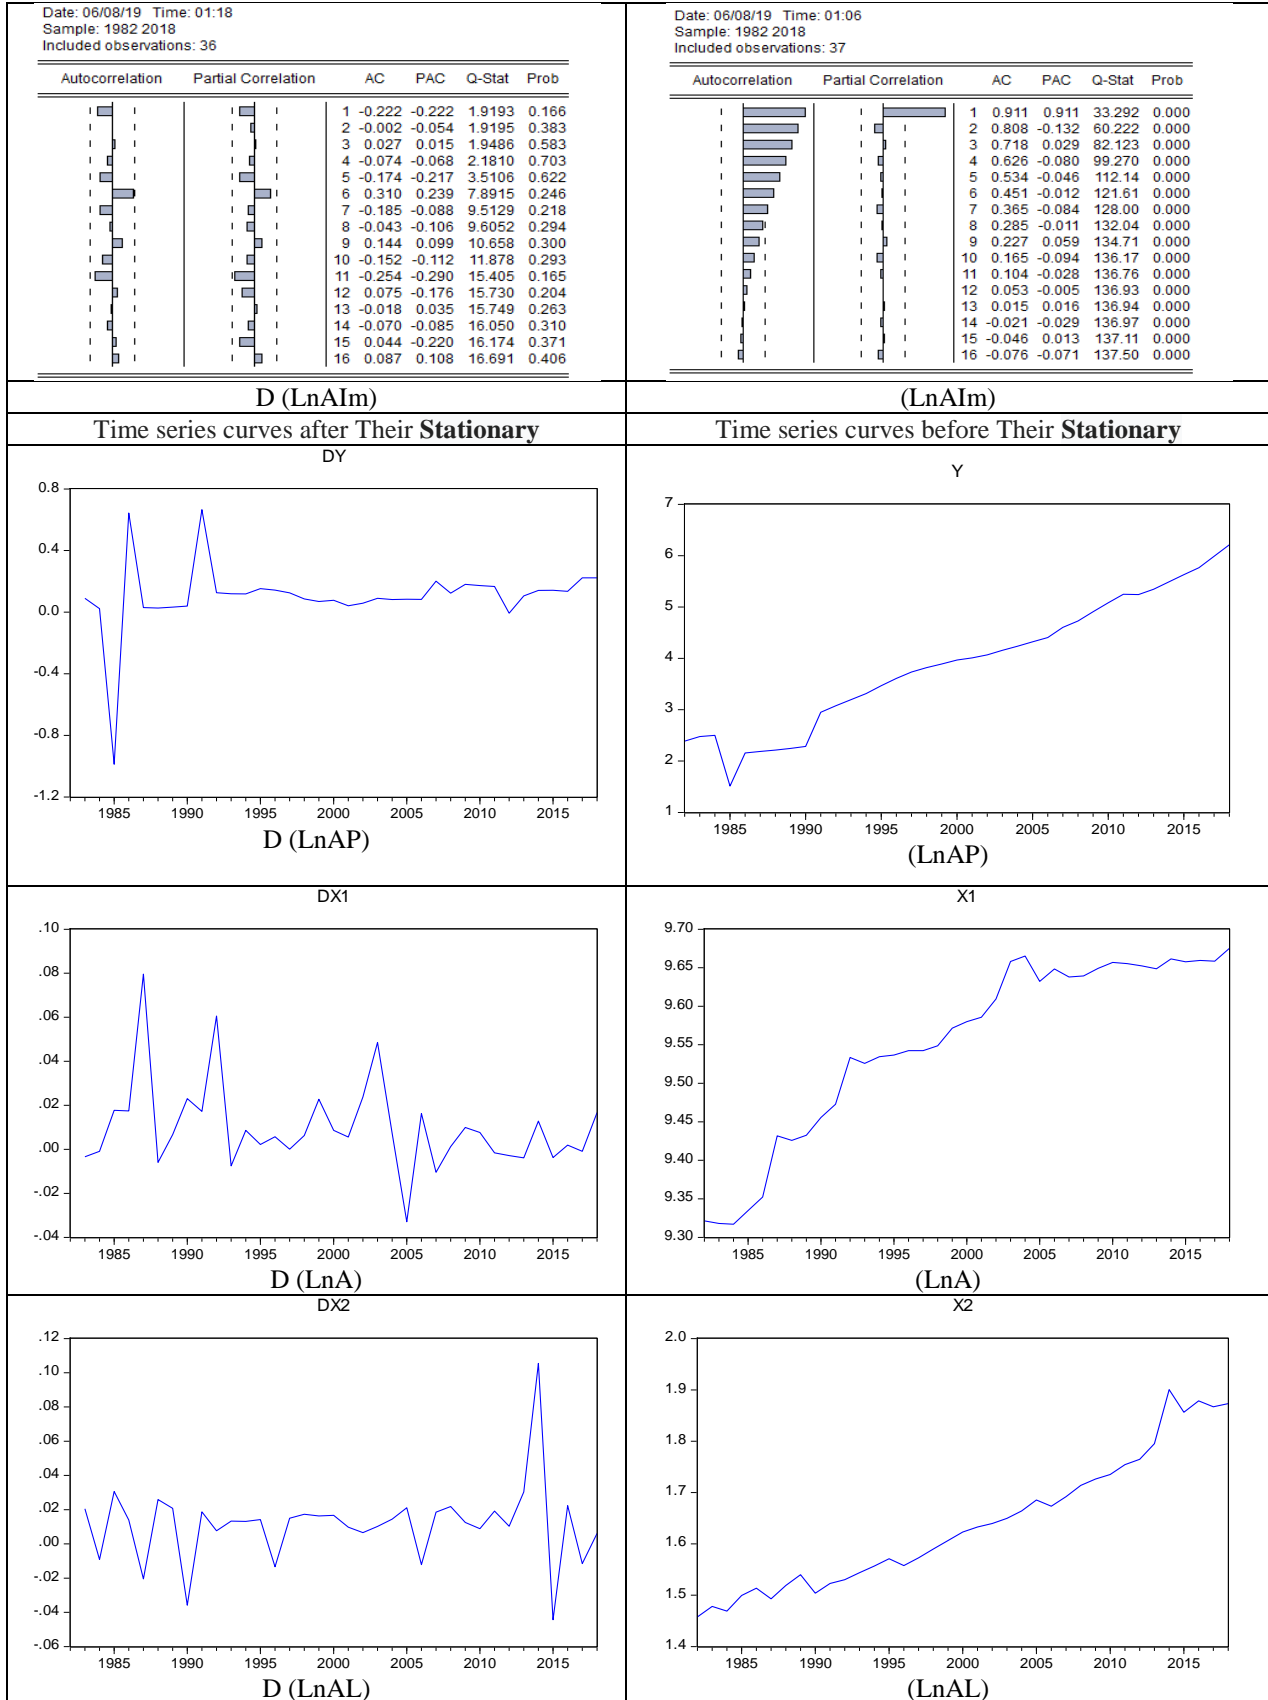 Date: 06/08/19 Time: 01:18
Sample: 1982 2018
Included observations: 36
Autocorrelation Partial Correlation AC PAC Q-Stat Prob
1 -0.222 -0.222 1.9193 0.166
2 -0.002 -0.054 1.9195 0.383
3 0.027 0.015 1.9486 0.583
4 -0.074 -0.068 2.1810 0.703
5 -0.174 -0.217 3.5106 0.622
6 0.310 0.239 7.8915 0.246
7 -0.185 -0.088 9.5129 0.218
8 -0.043 -0.106 9.6052 0.294
9 0.144 0.099 10.658 0.300
10 -0.152 -0.112 11.878 0.293
11 -0.254 -0.290 15.405 0.165
12 0.075 -0.176 15.730 0.204
13 -0.018 0.035 15.749 0.263
14 -0.070 -0.085 16.050 0.310
15 0.044 -0.220 16.174 0.371
16 0.087 0.108 16.691 0.406
Date: 06/08/19 Time: 01:06
Sample: 1982 2018
Included observations: 37
Autocorrelation Partial Correlation AC PAC Q-Stat Prob
1 0.911 0.911 33.292 0.000
2 0.808 -0.132 60.222 0.000
3 0.718 0.029 82.123 0.000
4 0.626 -0.080 99.270 0.000
5 0.534 -0.046 112.14 0.000
6 0.451 -0.012 121.61 0.000
7 0.365 -0.084 128.00 0.000
8 0.285 -0.011 132.04 0.000
9 0.227 0.059 134.71 0.000
10 0.165 -0.094 136.17 0.000
11 0.104 -0.028 136.76 0.000
12 0.053 -0.005 136.93 0.000
13 0.015 0.016 136.94 0.000
14 -0.021 -0.029 136.97 0.000
15 -0.046 0.013 137.11 0.000
16 -0.076 -0.071 137.50 0.000
D (LnAIm)
(LnAIm)
Time series curves after Their Stationary
Time series curves before Their Stationary
DY
0.8
0.4
0.0
-0.4
-0.8
-1.2
1985 1990 1995 2000 2005 2010 2015
D (LnAP)
Y
7
6
5
4
3
2
1
1985 1990 1995 2000 2005 2010 2015
(LnAP)
DX1
.10
.08
.06
.04
.02
.00
-.02
-.04
1985 1990 1995 2000 2005 2010 2015
D (LnA)
X1
9.70
9.65
9.60
9.55
9.50
9.45
9.40
9.35
9.30
1985 1990 1995 2000 2005 2010 2015
(LnA)
DX2
.12
.10
.08
.06
.04
.02
.00
-.02
-.04
-.06
1985 1990 1995 2000 2005 2010 2015
D (LnAL)
X2
2.0
1.9
1.8
1.7
1.6
1.5
1.4
1985 1990 1995 2000 2005 2010 2015
(LnAL)